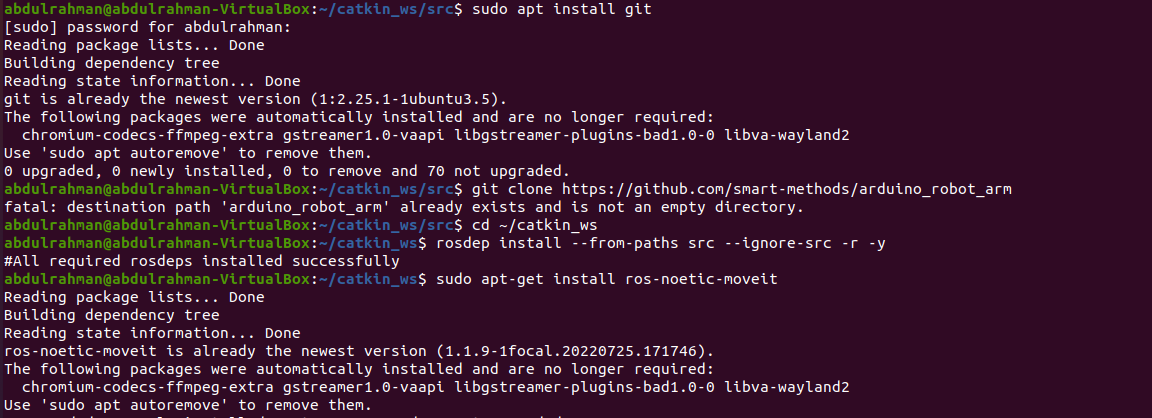 abdulrahman@abdulrahman-VirtualBox:~/catkin_ws/src$ sudo apt install git
[sudo] password for abdulrahman:
Reading package lists... Done
Building dependency tree
Reading state information... Done
git is already the newest version (1:2.25.1-1ubuntu3.5).
The following packages were automatically installed and are no longer required:
  chromium-codecs-ffmpeg-extra gstreamer1.0-vaapi libgstreamer-plugins-bad1.0-0 libva-wayland2
Use 'sudo apt autoremove' to remove them.
0 upgraded, 0 newly installed, 0 to remove and 70 not upgraded.
abdulrahman@abdulrahman-VirtualBox:~/catkin_ws/src$ git clone https://github.com/smart-methods/arduino_robot_arm
fatal: destination path 'arduino_robot_arm' already exists and is not an empty directory.
abdulrahman@abdulrahman-VirtualBox:~/catkin_ws/src$ cd ~/catkin_ws
abdulrahman@abdulrahman-VirtualBox:~/catkin_ws$ rosdep install --from-paths src --ignore-src -r -y
#All required rosdeps installed successfully
abdulrahman@abdulrahman-VirtualBox:~/catkin_ws$ sudo apt-get install ros-noetic-moveit
Reading package lists... Done
Building dependency tree
Reading state information... Done
ros-noetic-moveit is already the newest version (1.1.9-1focal.20220725.171746).
The following packages were automatically installed and are no longer required:
  chromium-codecs-ffmpeg-extra gstreamer1.0-vaapi libgstreamer-plugins-bad1.0-0 libva-wayland2
Use 'sudo apt autoremove' to remove them.